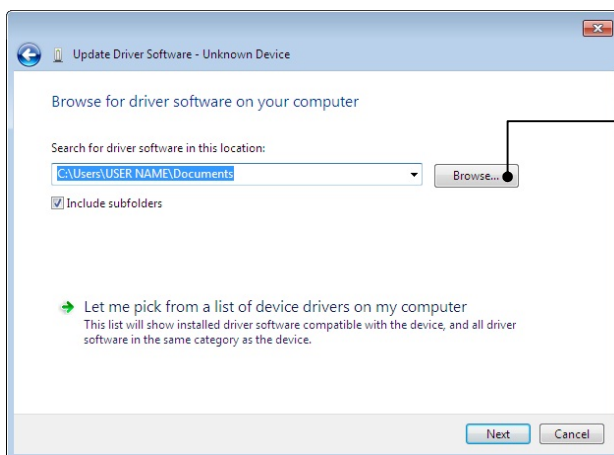 Update Driver Software - Unknown Device
Browse for driver software on your computer
Search for driver software in this location:
C:\Users\USER NAME\Documents
Browse...
Include subfolders
Let me pick from a list of device drivers on my computer
This list will show installed driver software compatible with the device, and all driver
software in the same category as the device.
Next
Cancel